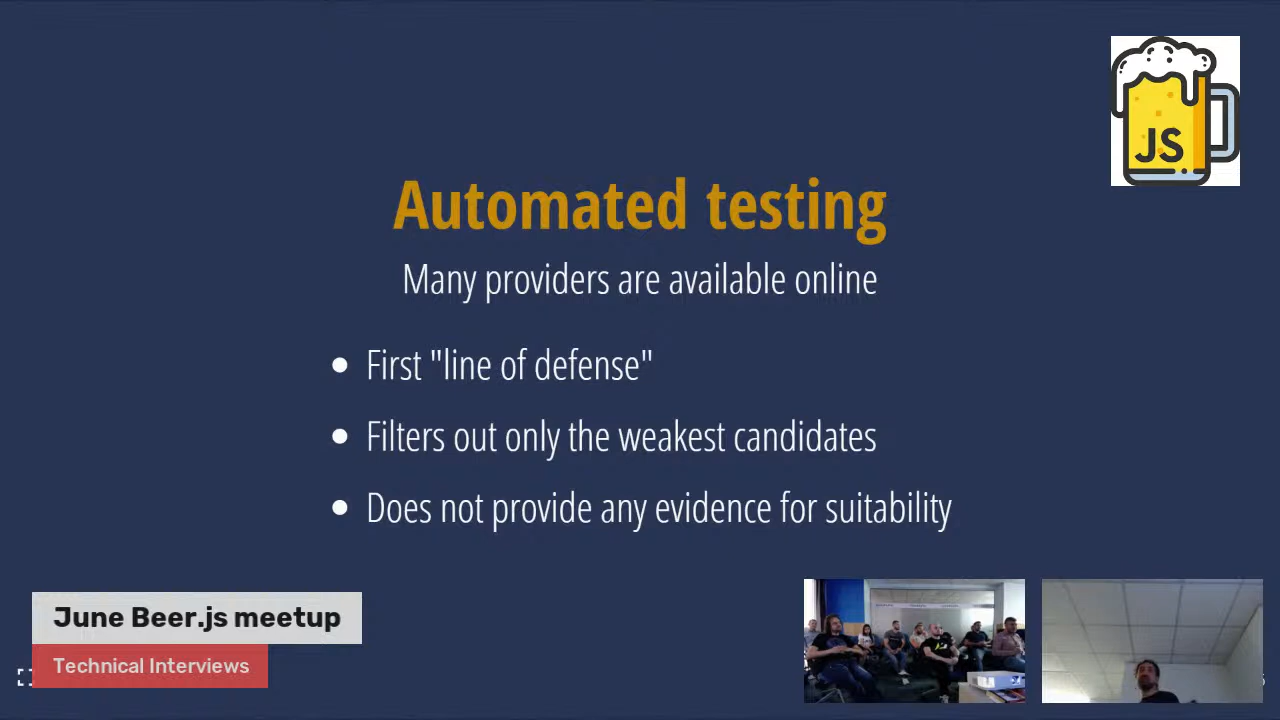 JS
Automated testing
Many providers are available online
First "line of defense"
Filters out only the weakest candidates
Does not provide any evidence for suitability
June Beer.js meetup
Technical Interviews